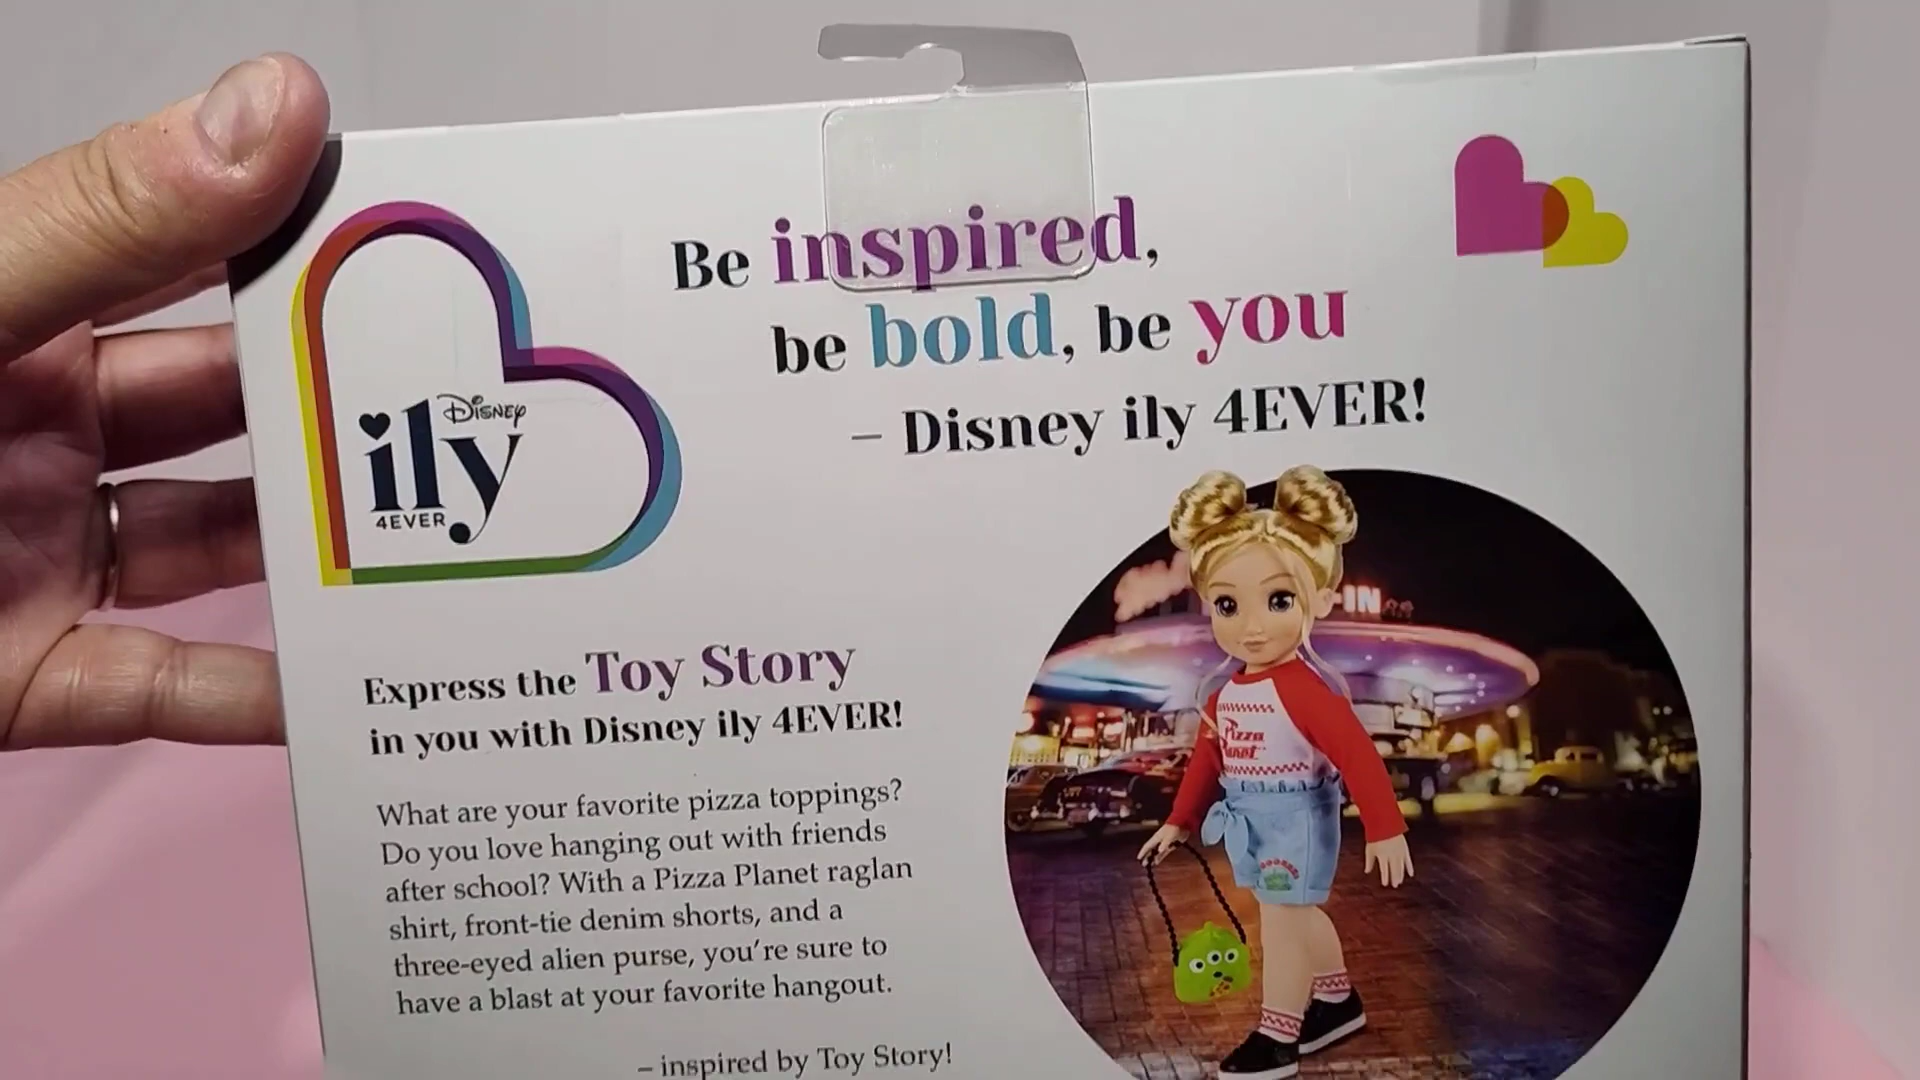 Be inspired,
be bold, be you
– Disney ily 4EVER!
Disney
ily
4EVER
Express the Toy Story
in you with Disney ily 4EVER!
What are your favorite pizza toppings?
Do you love hanging out with friends
after school? With a Pizza Planet raglan
shirt, front-tie denim shorts, and a
three-eyed alien purse, you're sure to
have a blast at your favorite hangout.
– inspired by Toy Story!
-IN
Pizza
Planet